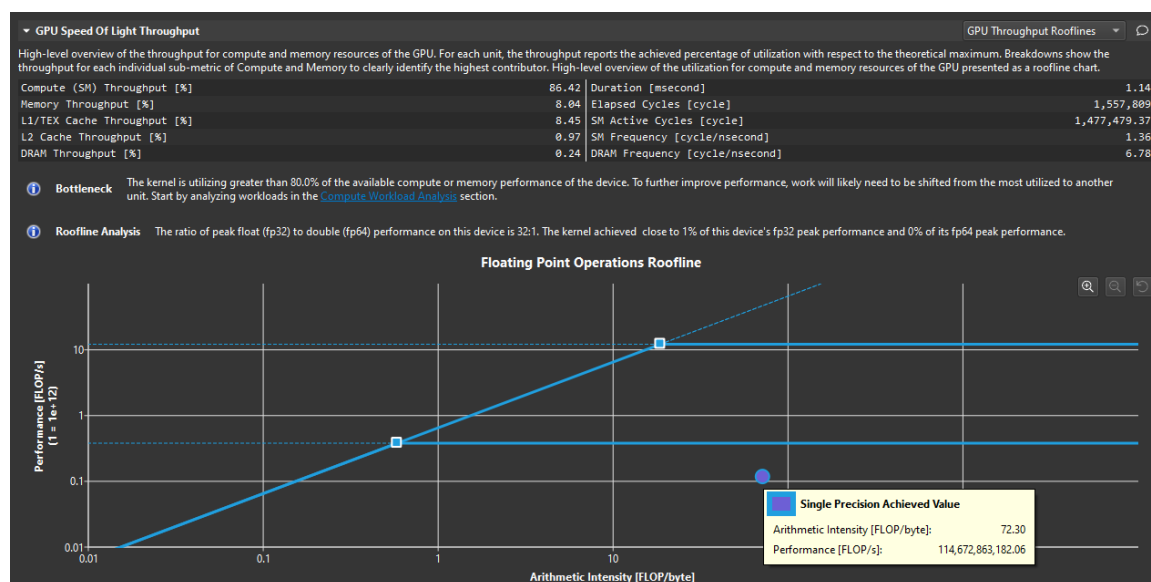 GPU Speed Of Light Throughput
GPU Throughput Rooflines
High-level overview of the throughput for compute and memory resources of the GPU. For each unit, the throughput reports the achieved percentage of utilization with respect to the theoretical maximum. Breakdowns show the
throughput for each individual sub-metric of Compute and Memory to clearly identify the highest contributor. High-level overview of the utilization for compute and memory resources of the GPU presented as a roofline chart.
Compute (SM) Throughput [%] 86.42 Duration [msecond] 1.14
Memory Throughput [%] 8.04 Elapsed Cycles [cycle] 1,557,809
L1/TEX Cache Throughput [%] 8.45 SM Active Cycles [cycle] 1,477,479.37
L2 Cache Throughput [%] 0.97 SM Frequency [cycle/nsecond] 1.36
DRAM Throughput [%] 0.24 DRAM Frequency [cycle/nsecond] 6.78
Bottleneck The kernel is utilizing greater than 80.0% of the available compute or memory performance of the device. To further improve performance, work will likely need to be shifted from the most utilized to another
unit. Start by analyzing workloads in the Compute Workload Analysis section.
Roofline Analysis The ratio of peak float (fp32) to double (fp64) performance on this device is 32:1. The kernel achieved close to 1% of this device's fp32 peak performance and 0% of its fp64 peak performance.
Floating Point Operations Roofline
Performance [FLOP/s]
(1 = 1e+12)
10
1
0.1
0.01
0.01 0.1 1 10
Arithmetic Intensity [FLOP/byte]
Single Precision Achieved Value
Arithmetic Intensity [FLOP/byte]: 72.30
Performance [FLOP/s]: 114,672,863,182.06